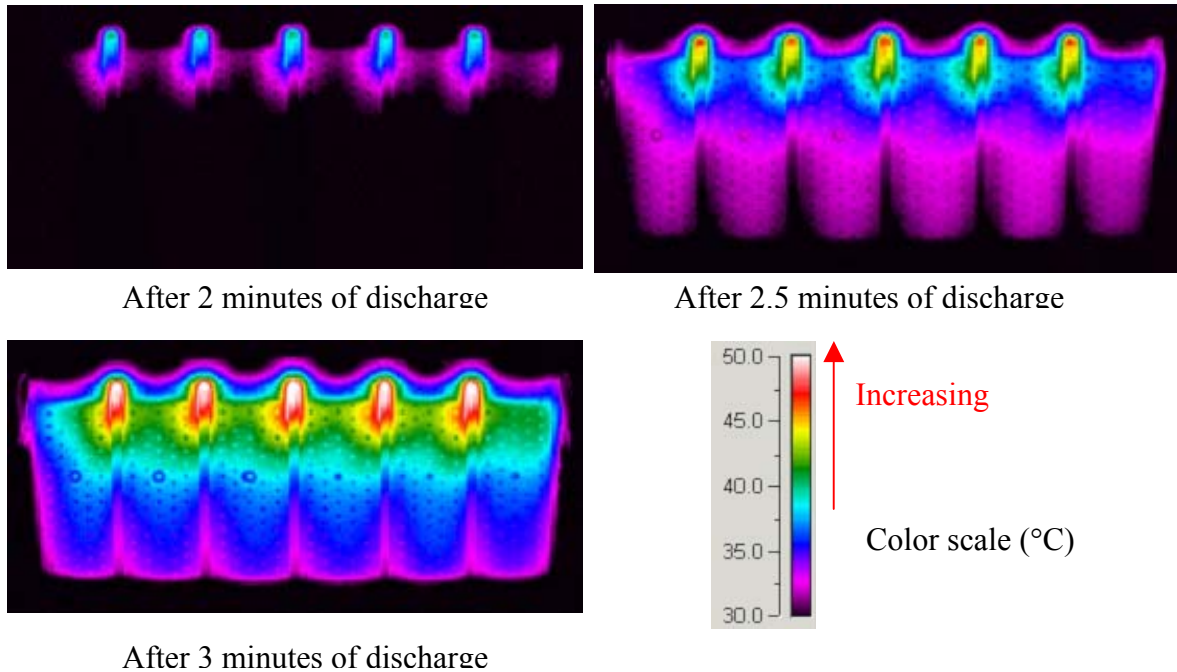 After 2 minutes of discharge
After 2.5 minutes of discharge
50.0
45.0
40.0
35.0
30.0
Increasing
Color scale (°C)
After 3 minutes of discharge